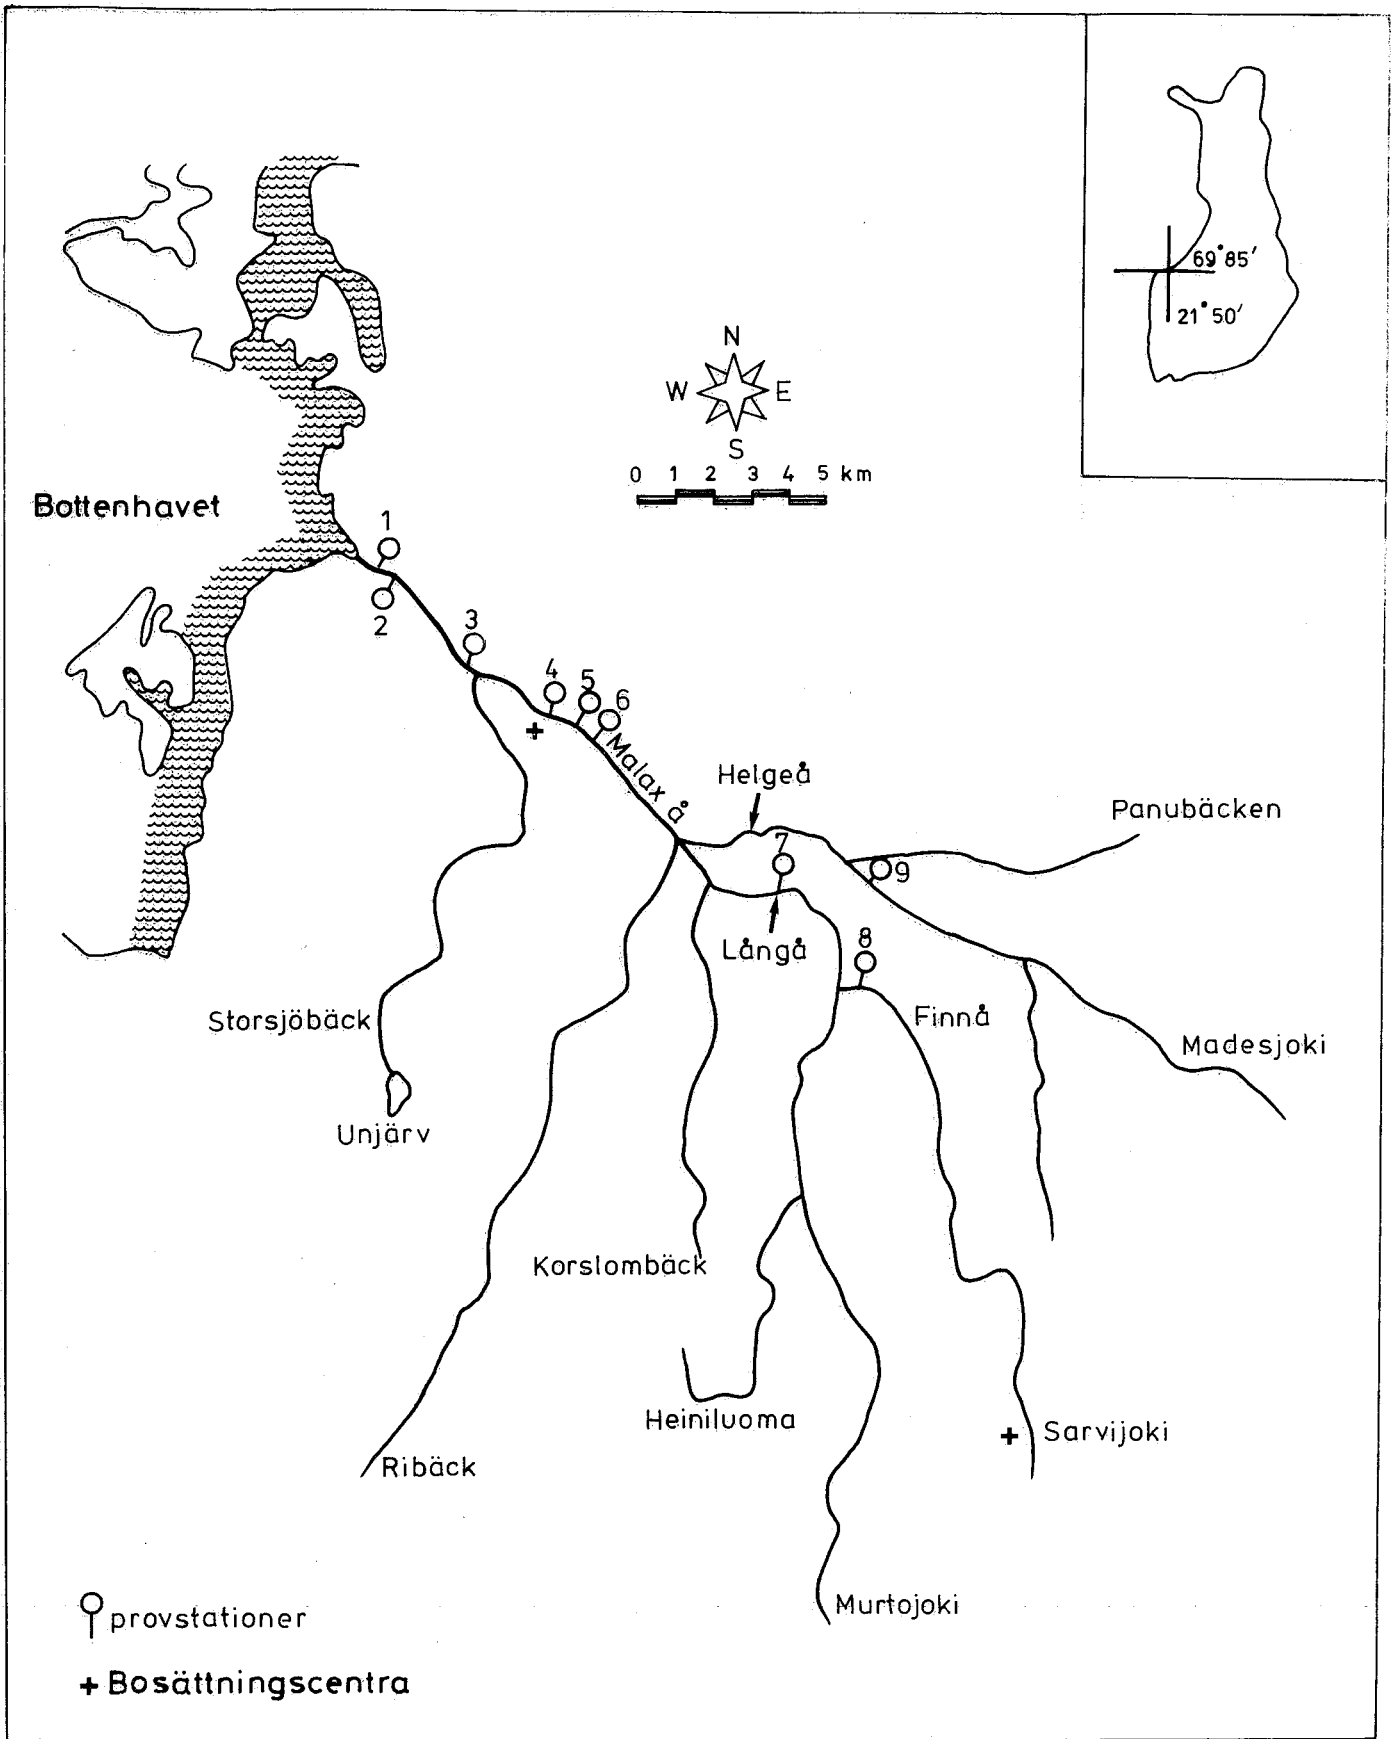 69°85′
21°50′
N
W E
S
0 1 2 3 4 5 km
Bottenhavet
1
2
3
4
5
6
Malax å
Helgeå
Panubäcken
7
9
Långå
8
Storsjöbäck
Finnå
Madesjoki
Unjärv
Korslombäck
Heiniluoma
Sarvijoki
Ribäck
Murtojoki
provstationer
+ Bosättningscentra